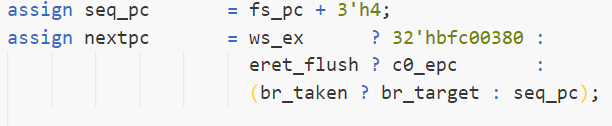 assign seq_pc = fs_pc + 3'h4;
assign nextpc = ws_ex ? 32'hbfc00380 :
eret_flush ? c0_epc :
(br_taken ? br_target : seq_pc);